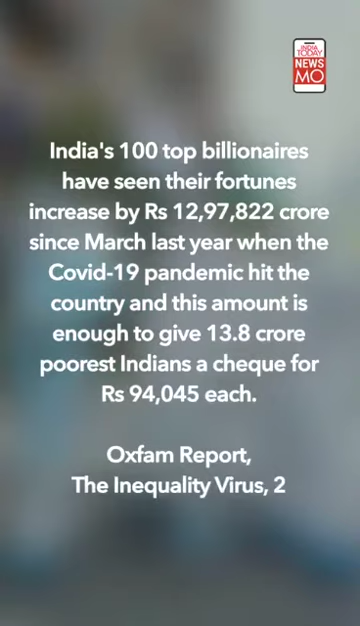 INDIA
TODAY
NEWS
MO
India's 100 top billionaires
have seen their fortunes
increase by Rs 12,97,822 crore
since March last year when the
Covid-19 pandemic hit the
country and this amount is
enough to give 13.8 crore
poorest Indians a cheque for
Rs 94,045 each.
Oxfam Report,
The Inequality Virus, 2